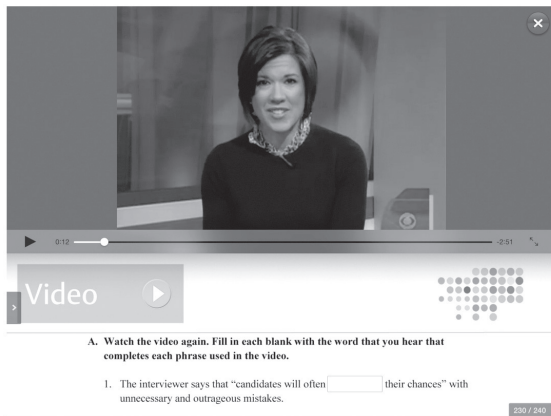 0:12
-2:51
Video
A. Watch the video again. Fill in each blank with the word that you hear that
completes each phrase used in the video.
1. The interviewer says that “candidates will often their chances” with
unnecessary and outrageous mistakes.
230 / 240